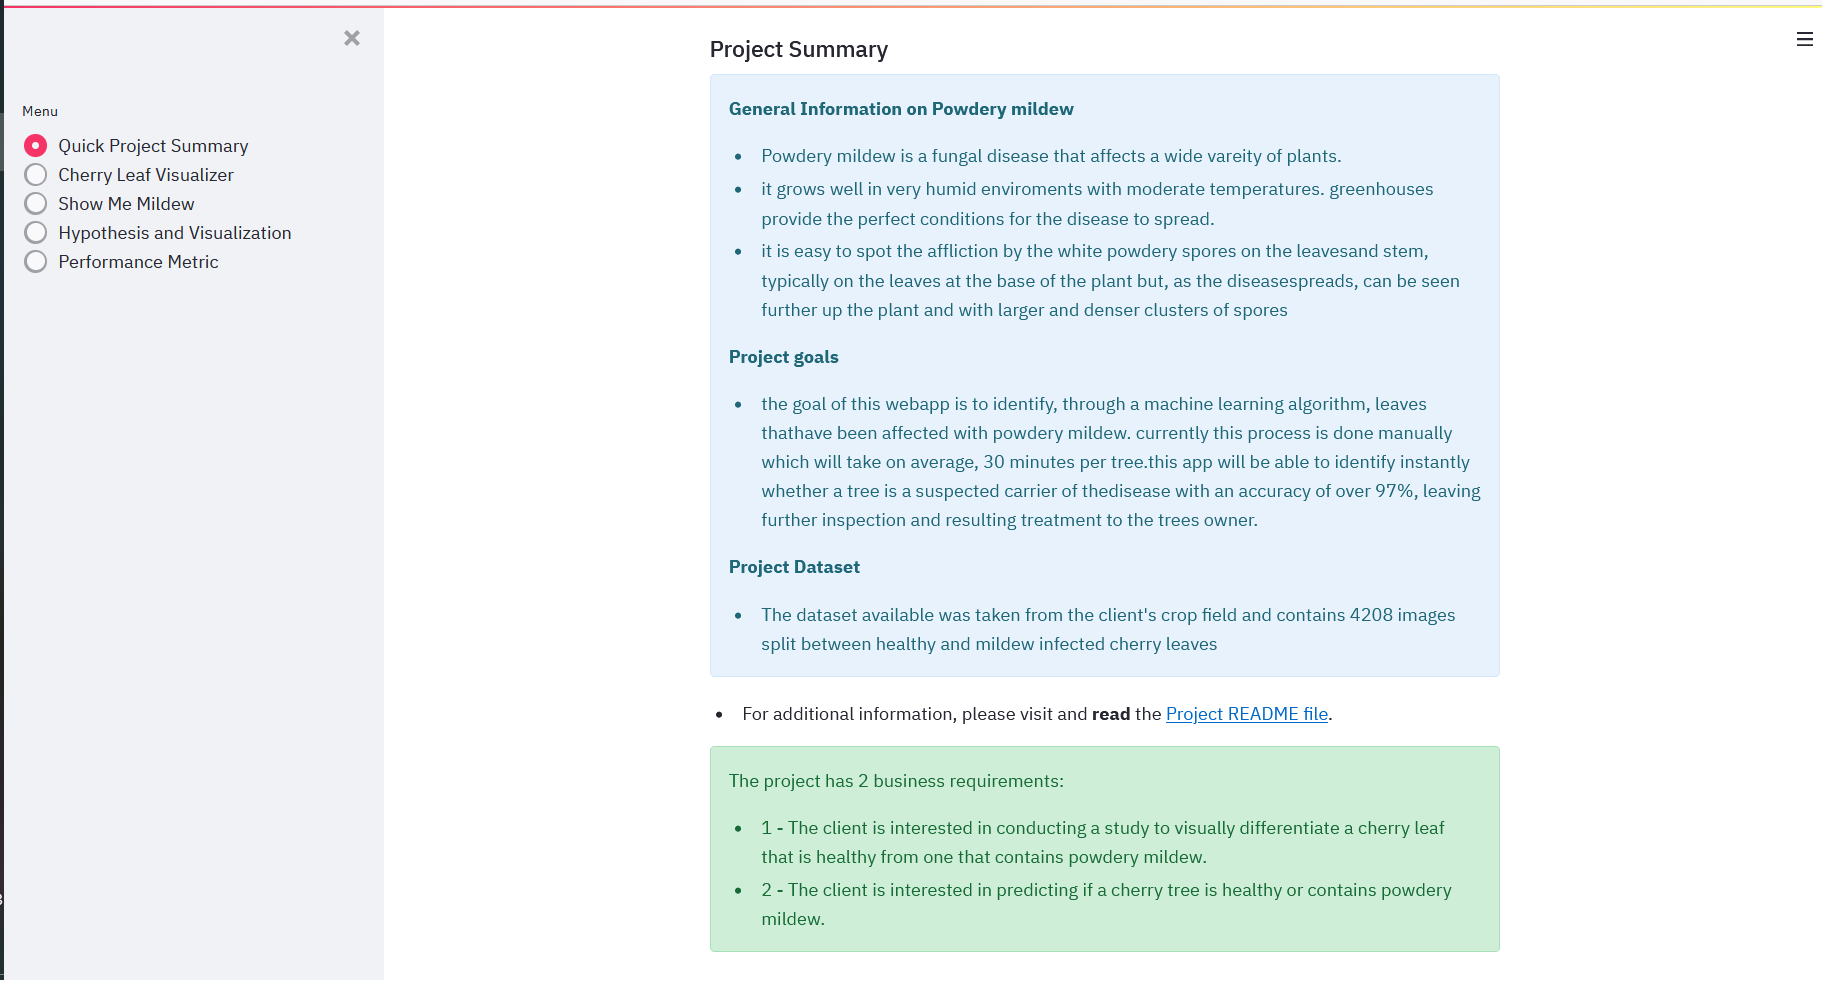 Menu
Quick Project Summary
Cherry Leaf Visualizer
Show Me Mildew
Hypothesis and Visualization
Performance Metric
Project Summary
General Information on Powdery mildew
Powdery mildew is a fungal disease that affects a wide vareity of plants.
it grows well in very humid enviroments with moderate temperatures. greenhouses
provide the perfect conditions for the disease to spread.
it is easy to spot the affliction by the white powdery spores on the leavesand stem,
typically on the leaves at the base of the plant but, as the diseasespreads, can be seen
further up the plant and with larger and denser clusters of spores
Project goals
the goal of this webapp is to identify, through a machine learning algorithm, leaves
thathave been affected with powdery mildew. currently this process is done manually
which will take on average, 30 minutes per tree.this app will be able to identify instantly
whether a tree is a suspected carrier of thedisease with an accuracy of over 97%, leaving
further inspection and resulting treatment to the trees owner.
Project Dataset
The dataset available was taken from the client's crop field and contains 4208 images
split between healthy and mildew infected cherry leaves
For additional information, please visit and read the Project README file.
The project has 2 business requirements:
1 - The client is interested in conducting a study to visually differentiate a cherry leaf
that is healthy from one that contains powdery mildew.
2 - The client is interested in predicting if a cherry tree is healthy or contains powdery
mildew.